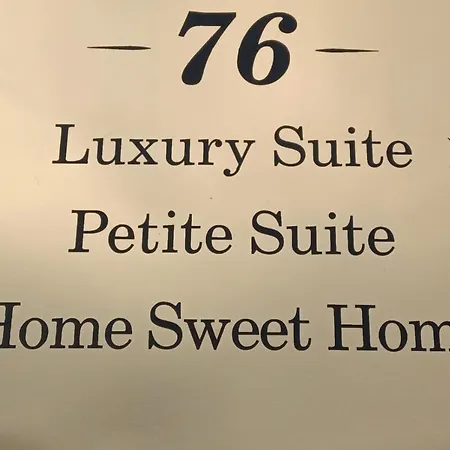 — 76 —
Luxury Suite
Petite Suite
Home Sweet Hom